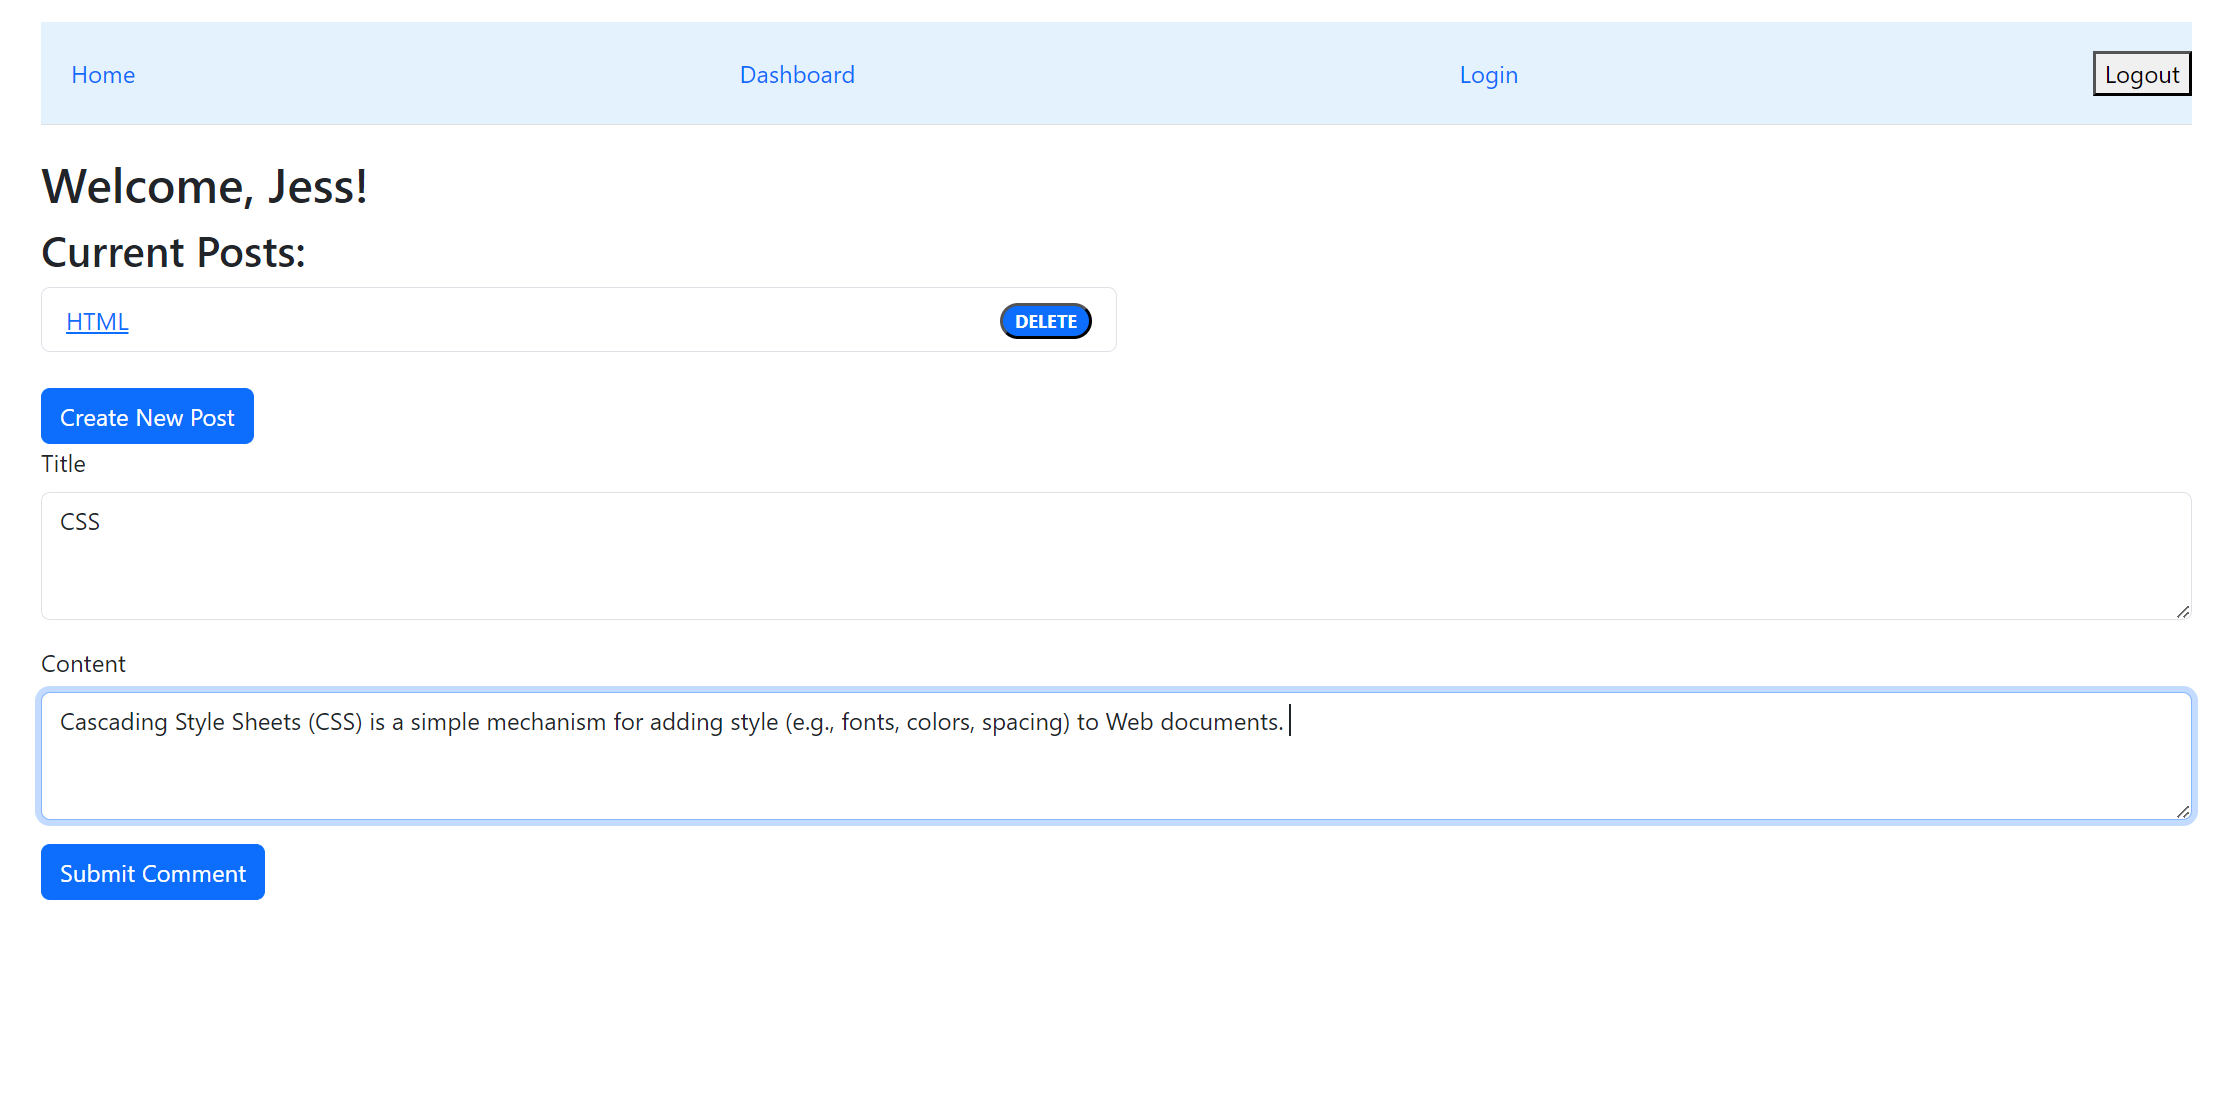 Home Dashboard Login Logout
Welcome, Jess!
Current Posts:
HTML DELETE
Create New Post
Title
CSS
Content
Cascading Style Sheets (CSS) is a simple mechanism for adding style (e.g., fonts, colors, spacing) to Web documents.
Submit Comment